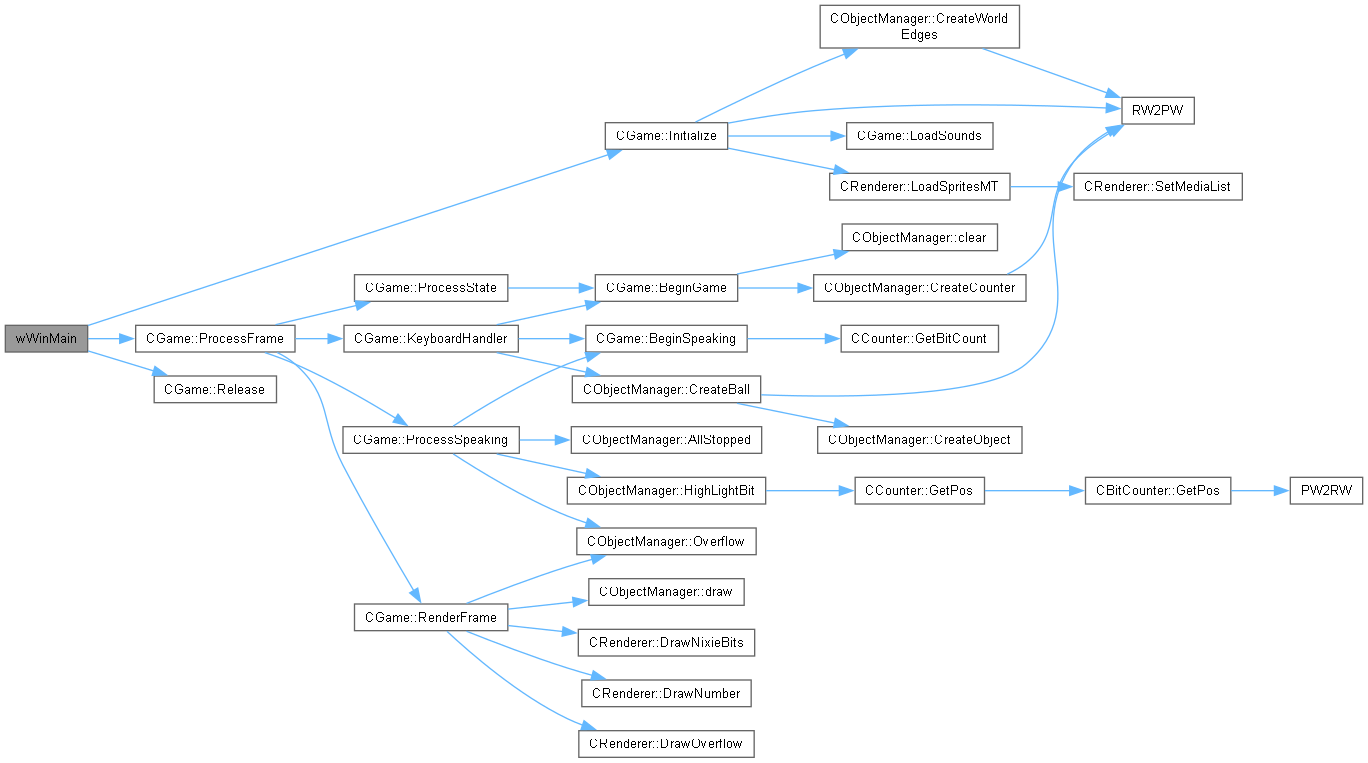 CObjectManager::CreateWorld
Edges
RW2PW
CGame::Initialize
CGame::LoadSounds
CRenderer::LoadSpritesMT
CRenderer::SetMediaList
CObjectManager::clear
CGame::ProcessState
CGame::BeginGame
CObjectManager::CreateCounter
wWinMain
CGame::ProcessFrame
CGame::KeyboardHandler
CGame::BeginSpeaking
CCounter::GetBitCount
CGame::Release
CObjectManager::CreateBall
CGame::ProcessSpeaking
CObjectManager::AllStopped
CObjectManager::CreateObject
CObjectManager::HighLightBit
CCounter::GetPos
CBitCounter::GetPos
PW2RW
CObjectManager::Overflow
CObjectManager::draw
CGame::RenderFrame
CRenderer::DrawNixieBits
CRenderer::DrawNumber
CRenderer::DrawOverflow